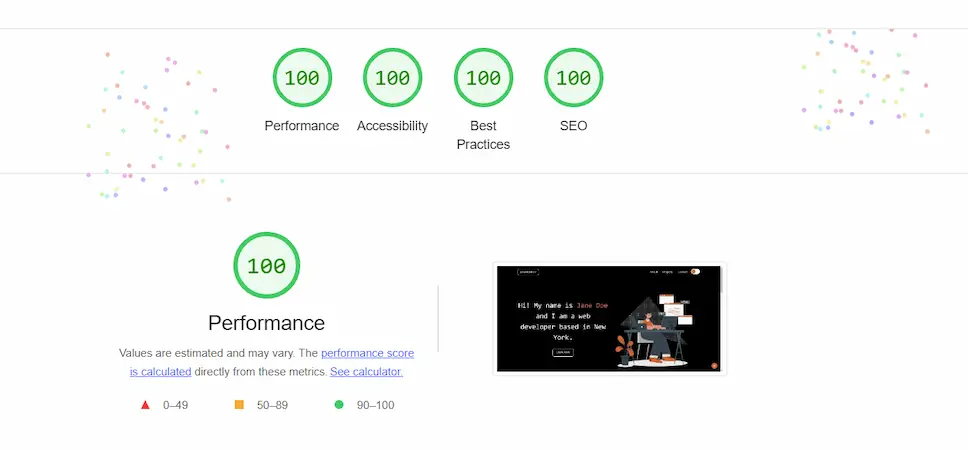 100 100 100 100
Performance Accessibility Best Practices SEO
100
Performance
Values are estimated and may vary. The performance score
is calculated directly from these metrics. See calculator.
0–49 50–89 90–100
Hi! My name is Jane Doe
and I am a web
developer based in New
York.